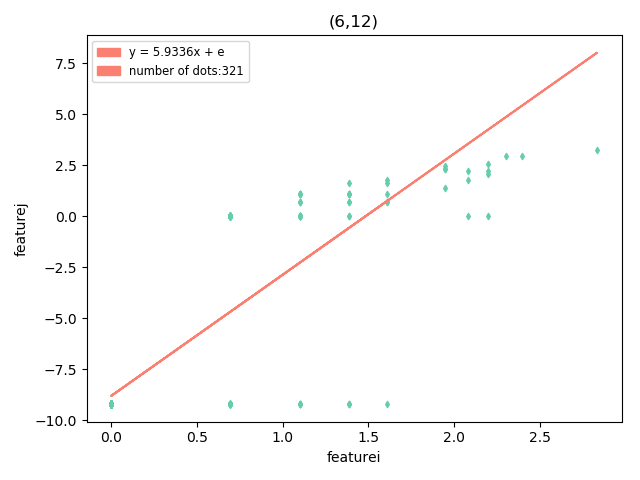 (6,12)
y = 5.9336x + e
number of dots:321
7.5
5.0
2.5
0.0
−2.5
−5.0
−7.5
−10.0
featurej
0.0 0.5 1.0 1.5 2.0 2.5
featurei